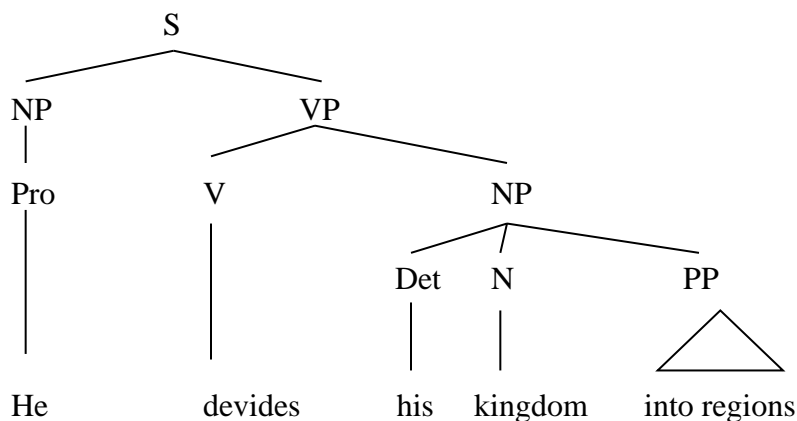 S
NP VP
Pro V NP
Det N PP
He devides his kingdom into regions